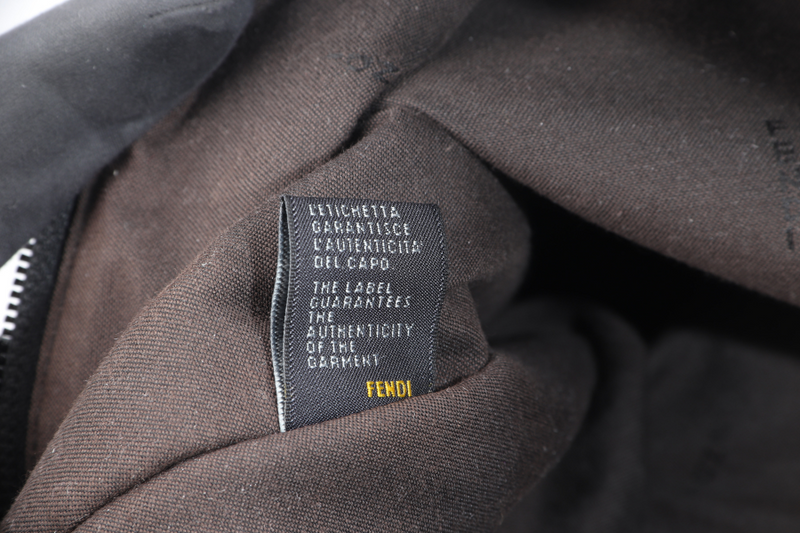 L'ETICHETTA
GARANTISCE
L'AUTENTICITA'
DEL CAPO.
THE LABEL
GUARANTEES
THE
AUTHENTICITY
OF THE
GARMENT
FENDI